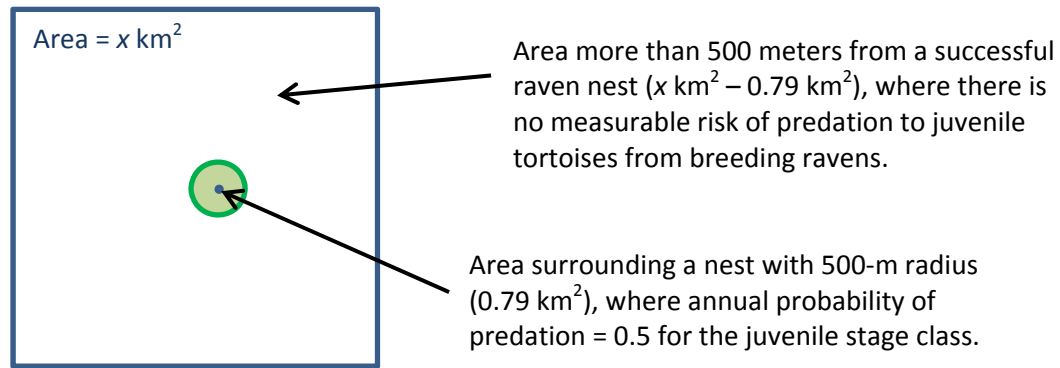 Area = x km²
Area more than 500 meters from a successful
raven nest (x km² – 0.79 km²), where there is
no measurable risk of predation to juvenile
tortoises from breeding ravens.
Area surrounding a nest with 500-m radius
(0.79 km²), where annual probability of
predation = 0.5 for the juvenile stage class.